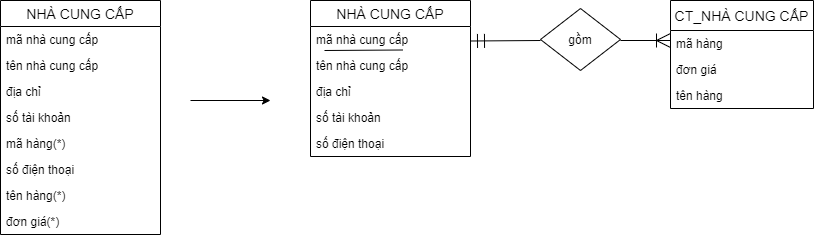 NHÀ CUNG CẤP
mã nhà cung cấp
tên nhà cung cấp
địa chỉ
số tài khoản
mã hàng(*)
số điện thoại
tên hàng(*)
đơn giá(*)
NHÀ CUNG CẤP
mã nhà cung cấp
tên nhà cung cấp
địa chỉ
số tài khoản
số điện thoại
gồm
CT_NHÀ CUNG CẤP
mã hàng
đơn giá
tên hàng